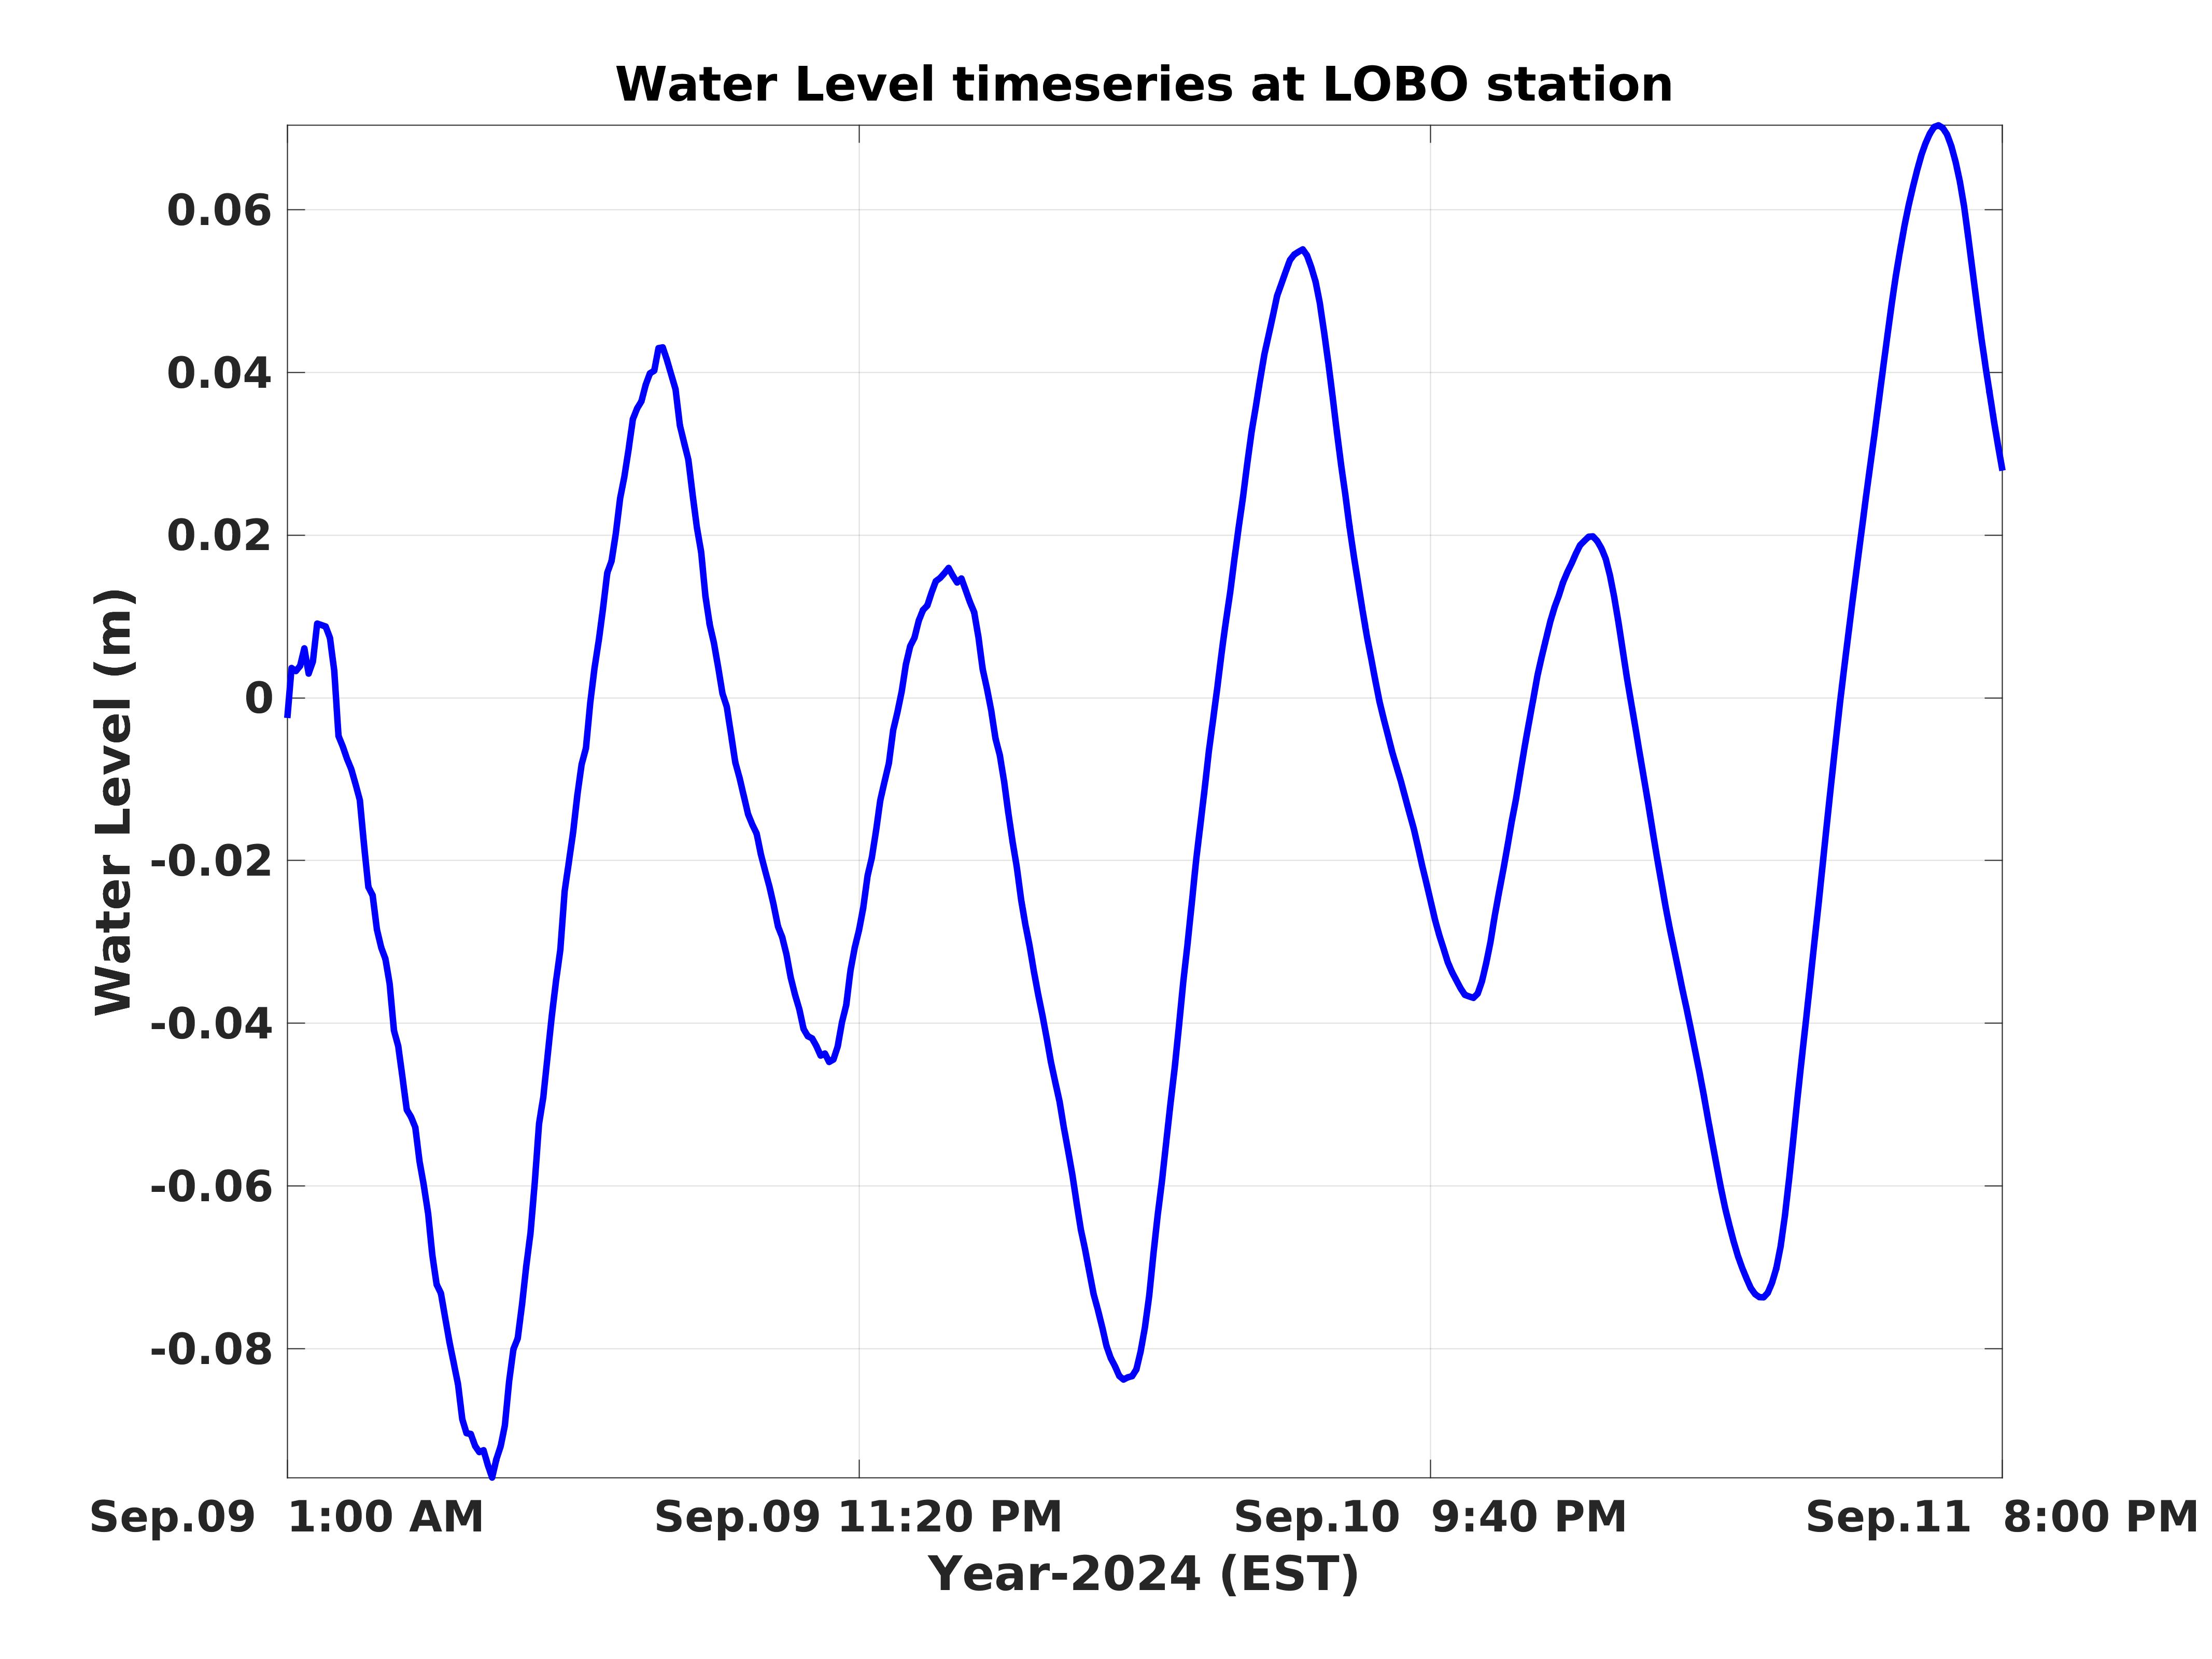 Water Level timeseries at LOBO station
0.06
0.04
0.02
0
-0.02
-0.04
-0.06
-0.08
Water Level (m)
Sep.09  1:00 AM
Sep.09 11:20 PM
Sep.10  9:40 PM
Sep.11  8:00 PM
Year-2024 (EST)